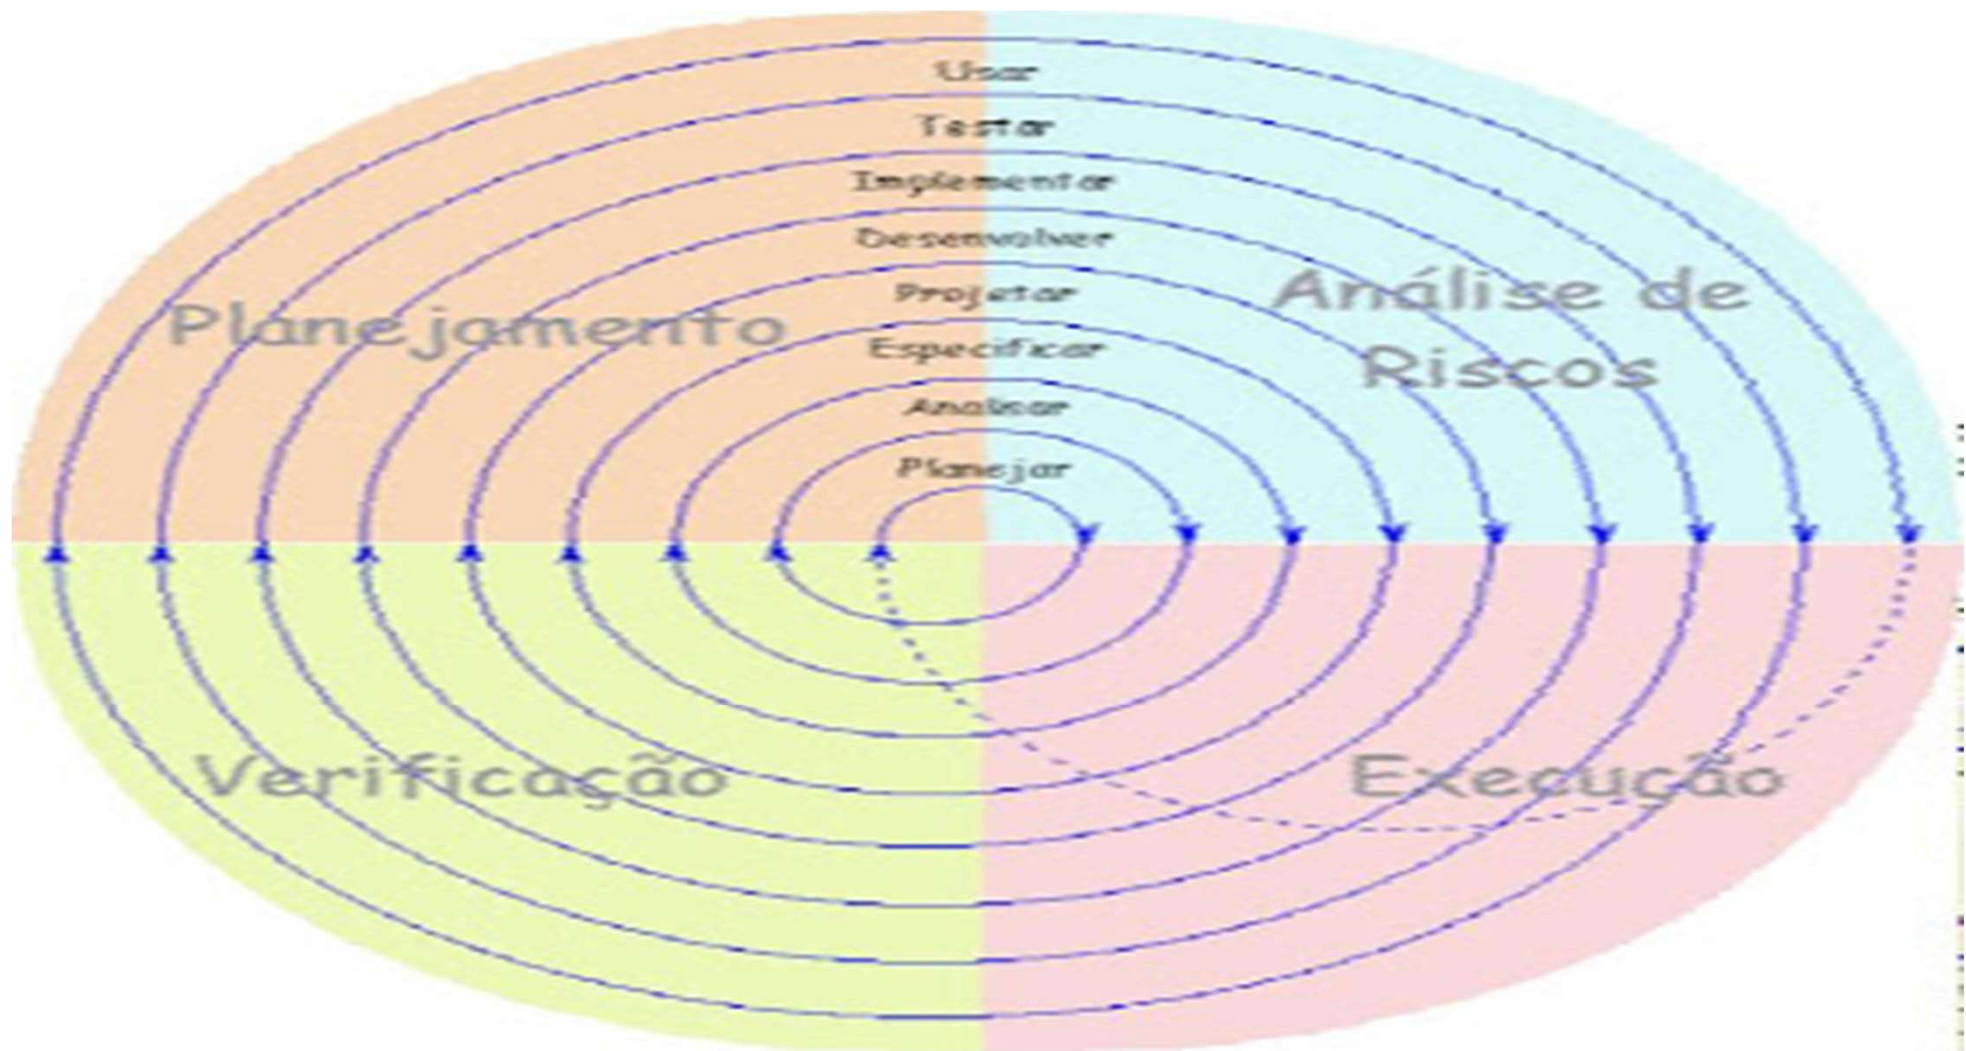 Usar
Testar
Implementar
Desenvolver
Projetar
Especificar
Analisar
Planejar
Planejamento
Análise de
Riscos
Verificação
Execução